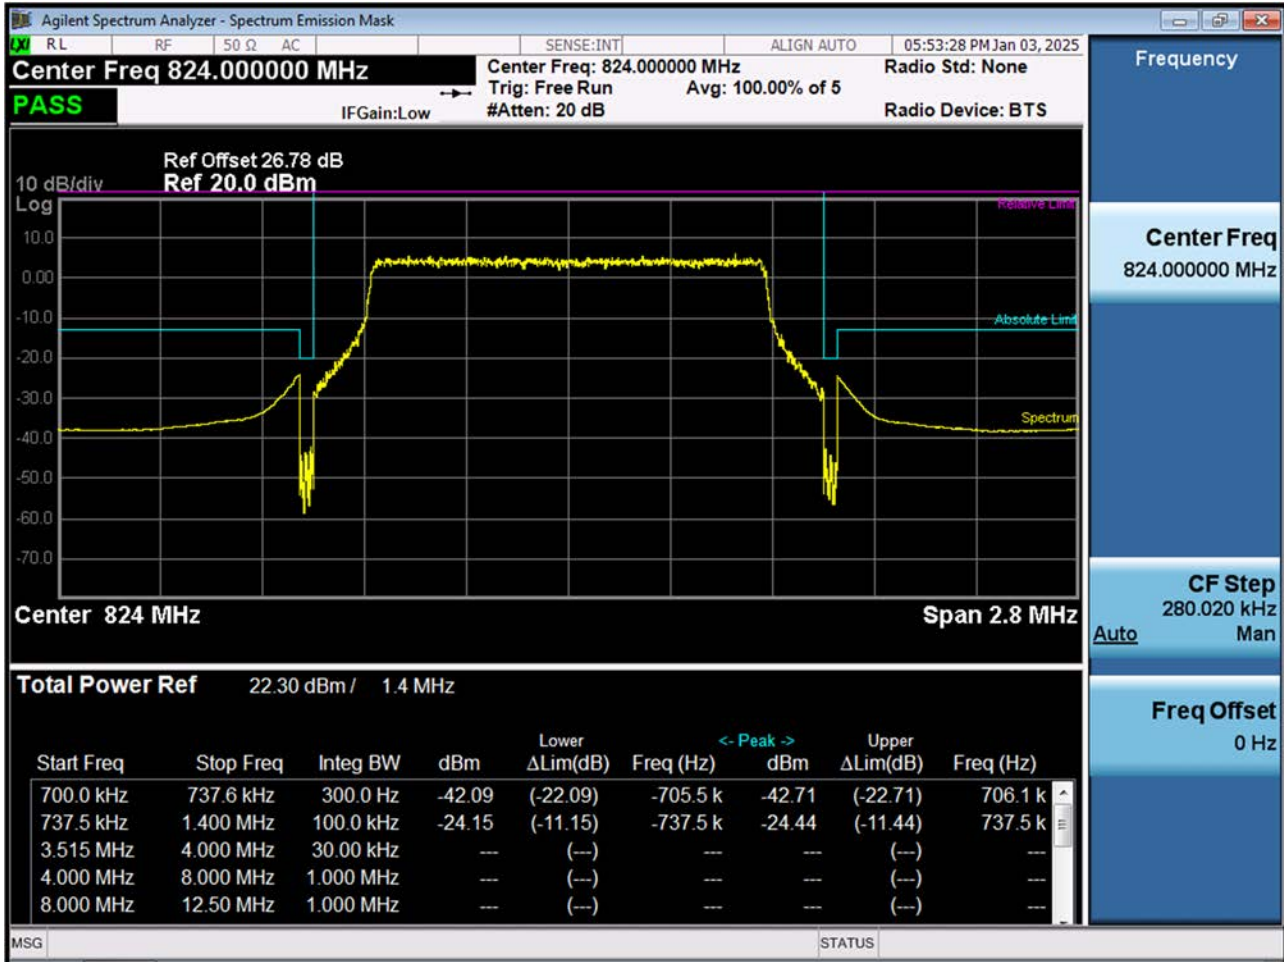 Agilent Spectrum Analyzer - Spectrum Emission Mask
LXI RL RF 50 Ω AC SENSE:INT ALIGN AUTO 05:53:28 PM Jan 03, 2025
Center Freq 824.000000 MHz
PASS
IFGain:Low
Center Freq: 824.000000 MHz
Trig: Free Run Avg: 100.00% of 5
#Atten: 20 dB
Radio Std: None
Radio Device: BTS
Ref Offset 26.78 dB
10 dB/div Ref 20.0 dBm
Log
Relative Limit
10.0
0.00
-10.0
Absolute Limit
-20.0
-30.0
Spectrum
-40.0
-50.0
-60.0
-70.0
Center 824 MHz Span 2.8 MHz
Total Power Ref 22.30 dBm / 1.4 MHz
Lower <- Peak -> Upper
Start Freq Stop Freq Integ BW dBm ΔLim(dB) Freq (Hz) dBm ΔLim(dB) Freq (Hz)
700.0 kHz 737.6 kHz 300.0 Hz -42.09 (-22.09) -705.5 k -42.71 (-22.71) 706.1 k
737.5 kHz 1.400 MHz 100.0 kHz -24.15 (-11.15) -737.5 k -24.44 (-11.44) 737.5 k
3.515 MHz 4.000 MHz 30.00 kHz --- (---) --- --- (---) ---
4.000 MHz 8.000 MHz 1.000 MHz --- (---) --- --- (---) ---
8.000 MHz 12.50 MHz 1.000 MHz --- (---) --- --- (---) ---
MSG STATUS
Frequency
Center Freq
824.000000 MHz
CF Step
280.020 kHz
Auto Man
Freq Offset
0 Hz